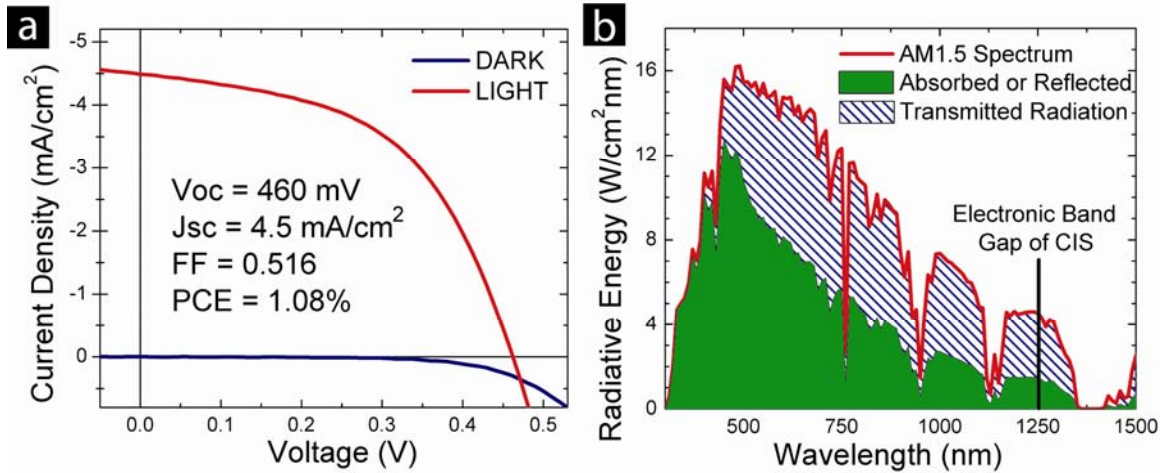 a
-5
-4
-3
-2
-1
0
0.0
0.1
0.2
0.3
0.4
0.5
Current Density (mA/cm²)
Voltage (V)
DARK
LIGHT
Voc = 460 mV
Jsc = 4.5 mA/cm²
FF = 0.516
PCE = 1.08%
b
16
12
8
4
0
500
750
1000
1250
1500
Radiative Energy (W/cm²nm)
Wavelength (nm)
AM1.5 Spectrum
Absorbed or Reflected
Transmitted Radiation
Electronic Band
Gap of CIS